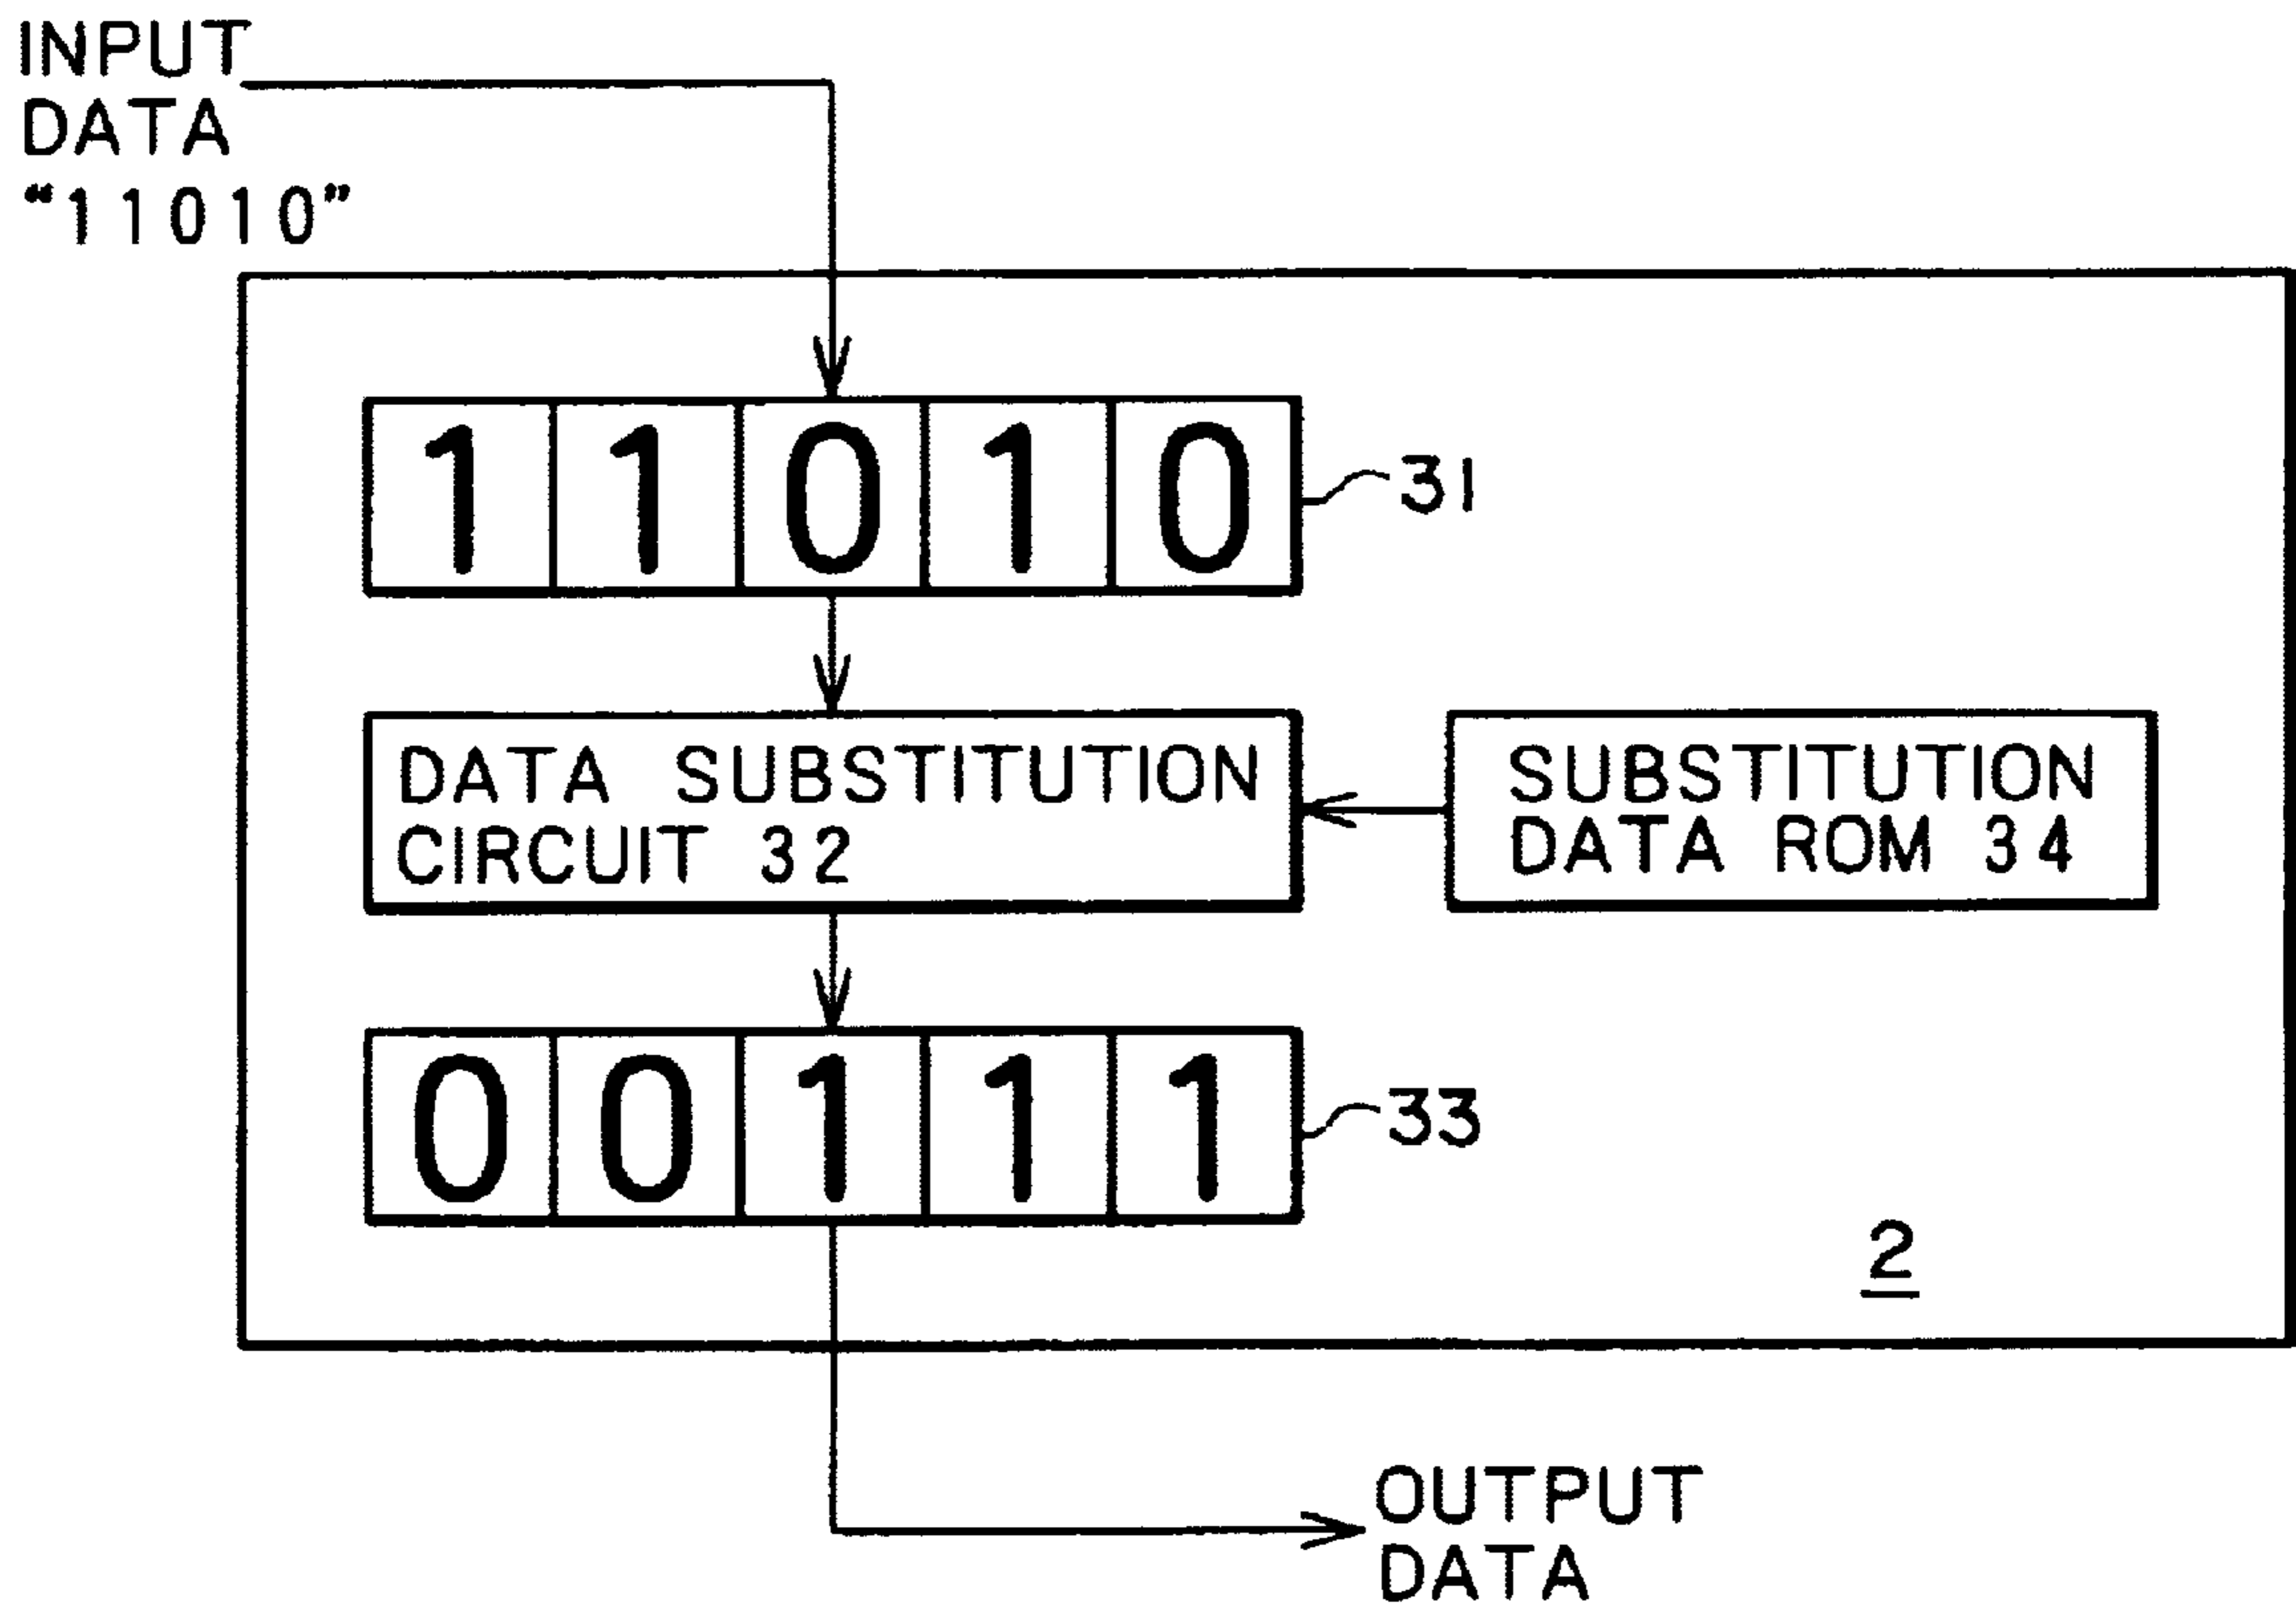 INPUT
DATA
“11010”
1 1 0 1 0
31
DATA SUBSTITUTION
CIRCUIT 32
SUBSTITUTION
DATA ROM 34
0 0 1 1 1
33
2
OUTPUT
DATA